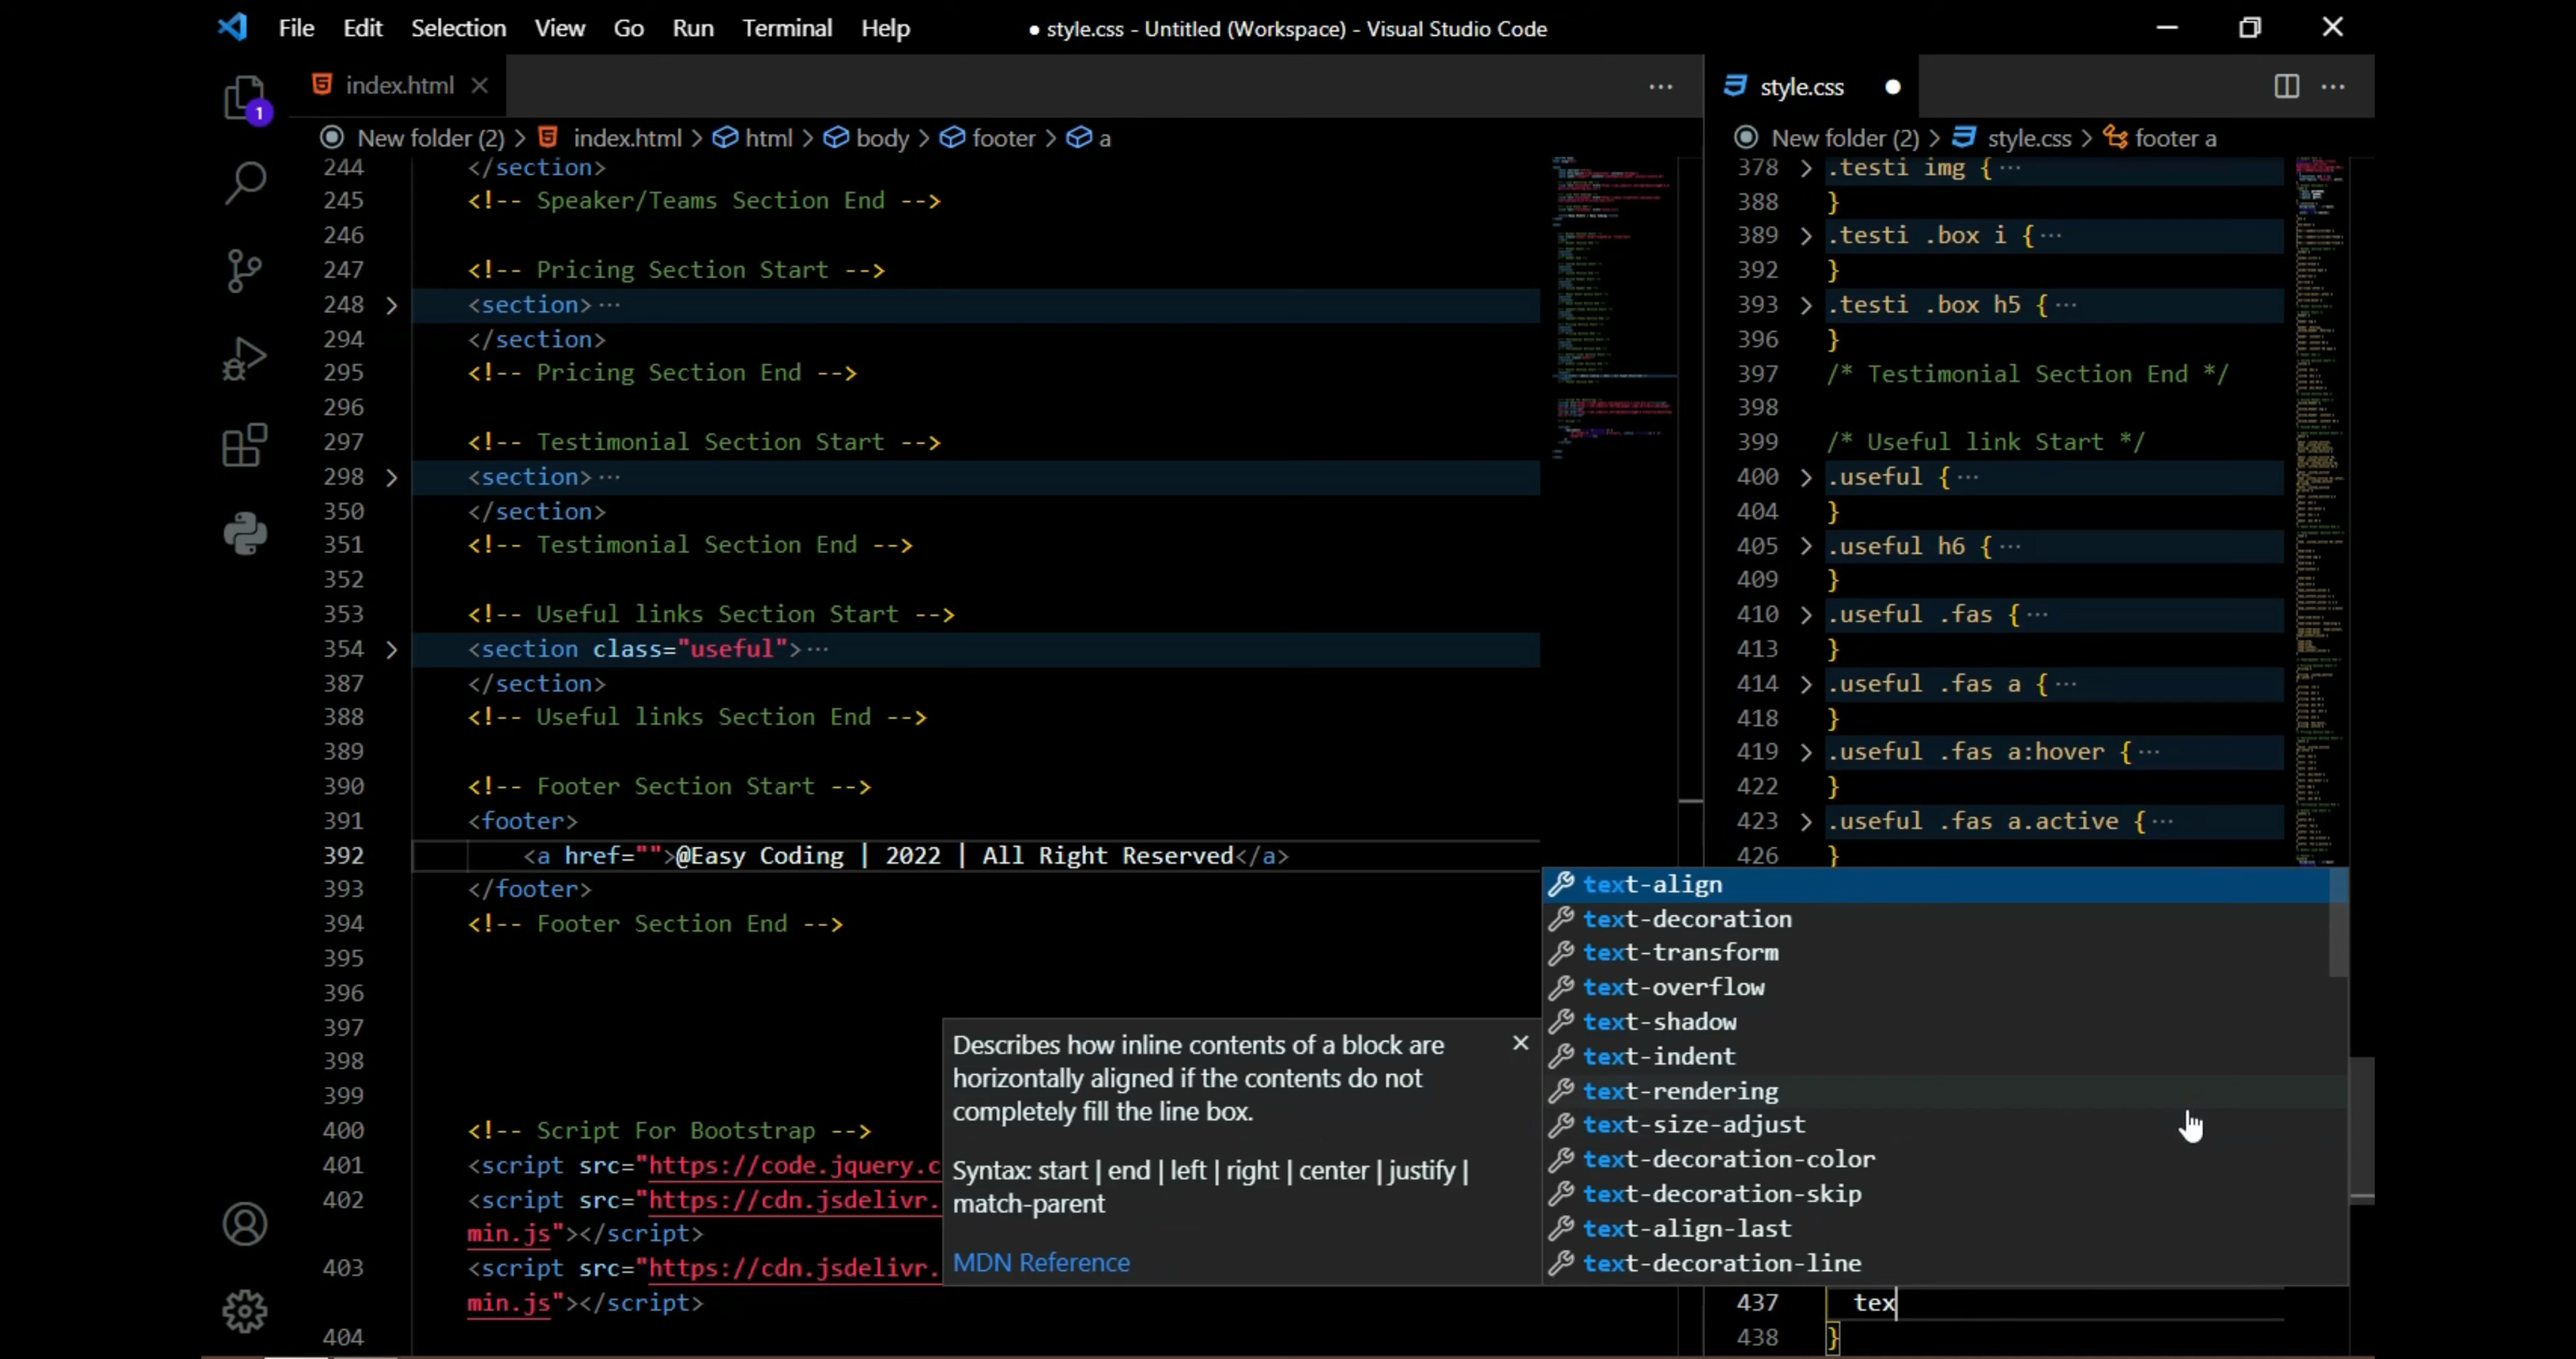 File Edit Selection View Go Run Terminal Help
● style.css - Untitled (Workspace) - Visual Studio Code
1
index.html
New folder (2) > index.html > html > body > footer > a
244 </section>
245 <!-- Speaker/Teams Section End -->
246
247 <!-- Pricing Section Start -->
248 <section>···
294 </section>
295 <!-- Pricing Section End -->
296
297 <!-- Testimonial Section Start -->
298 <section>···
350 </section>
351 <!-- Testimonial Section End -->
352
353 <!-- Useful links Section Start -->
354 <section class="useful">···
387 </section>
388 <!-- Useful links Section End -->
389
390 <!-- Footer Section Start -->
391 <footer>
392 <a href="">@Easy Coding | 2022 | All Right Reserved</a>
393 </footer>
394 <!-- Footer Section End -->
395
396
397
398
399
400 <!-- Script For Bootstrap -->
401 <script src="https://code.jquery.c
402 <script src="https://cdn.jsdelivr.
min.js"></script>
403 <script src="https://cdn.jsdelivr.
min.js"></script>
404
Describes how inline contents of a block are
horizontally aligned if the contents do not
completely fill the line box.
Syntax: start | end | left | right | center | justify |
match-parent
MDN Reference
style.css
New folder (2) > style.css > footer a
378 .testi img {···
388 }
389 .testi .box i {···
392 }
393 .testi .box h5 {···
396 }
397 /* Testimonial Section End */
398
399 /* Useful link Start */
400 .useful {···
404 }
405 .useful h6 {···
409 }
410 .useful .fas {···
413 }
414 .useful .fas a {···
418 }
419 .useful .fas a:hover {···
422 }
423 .useful .fas a.active {···
426 }
text-align
text-decoration
text-transform
text-overflow
text-shadow
text-indent
text-rendering
text-size-adjust
text-decoration-color
text-decoration-skip
text-align-last
text-decoration-line
437 tex
438 }